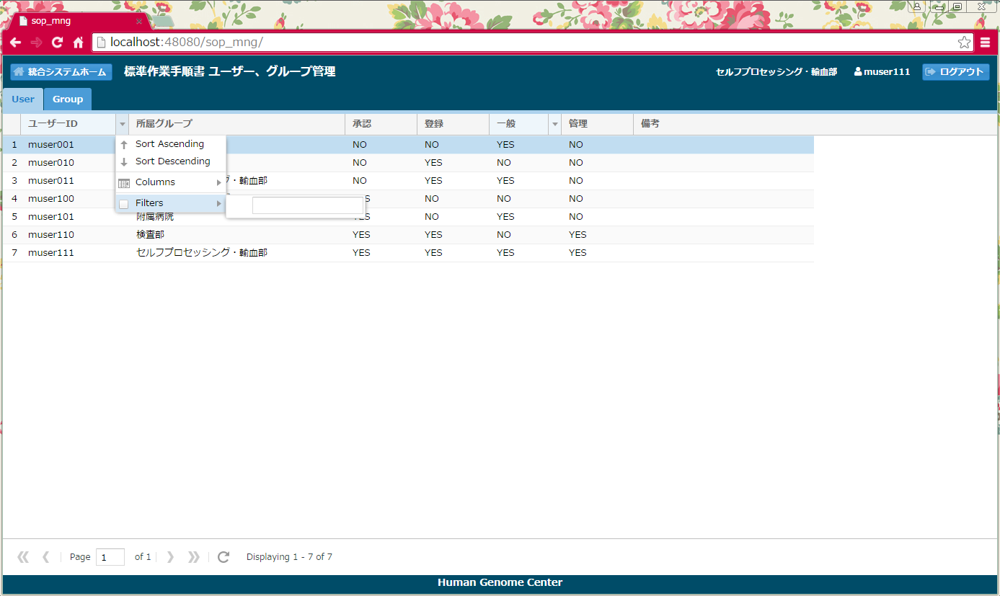 sop_mng
localhost:48080/sop_mng/
統合システムホーム 標準作業手順書 ユーザー、グループ管理 セルフプロセッシング・輸血部 muser111 ログアウト
User Group
ユーザーID 所属グループ 承認 登録 一般 管理 備考
1 muser001 NO NO YES NO
Sort Ascending
2 muser010 NO YES NO NO
Sort Descending
3 muser011 グ・輸血部 NO YES YES NO
Columns
4 muser100 S NO NO NO
Filters
5 muser101 附属病院 YES NO YES NO
6 muser110 検査部 YES YES NO YES
7 muser111 セルフプロセッシング・輸血部 YES YES YES YES
Page 1 of 1 Displaying 1 - 7 of 7
Human Genome Center